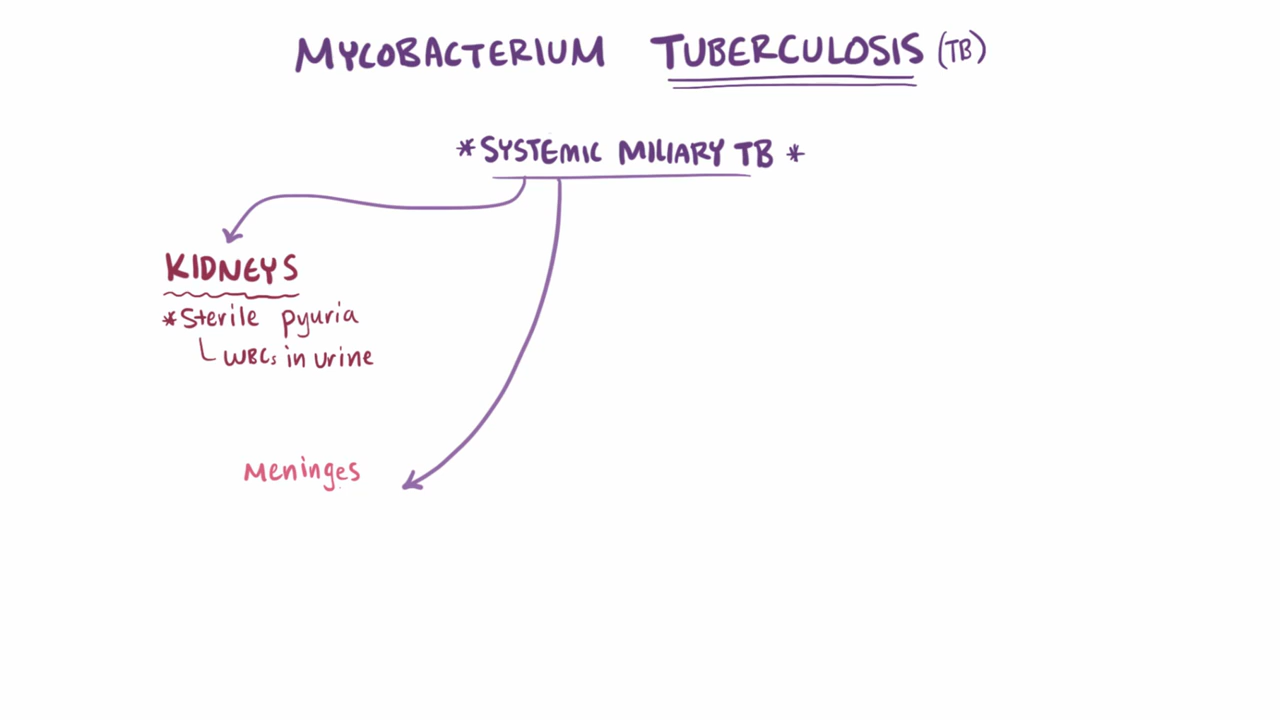 MYCOBACTERIUM TUBERCULOSIS (TB)
*SYSTEMIC MILIARY TB *
KIDNEYS
*Sterile pyuria
WBCs in urine
Meninges